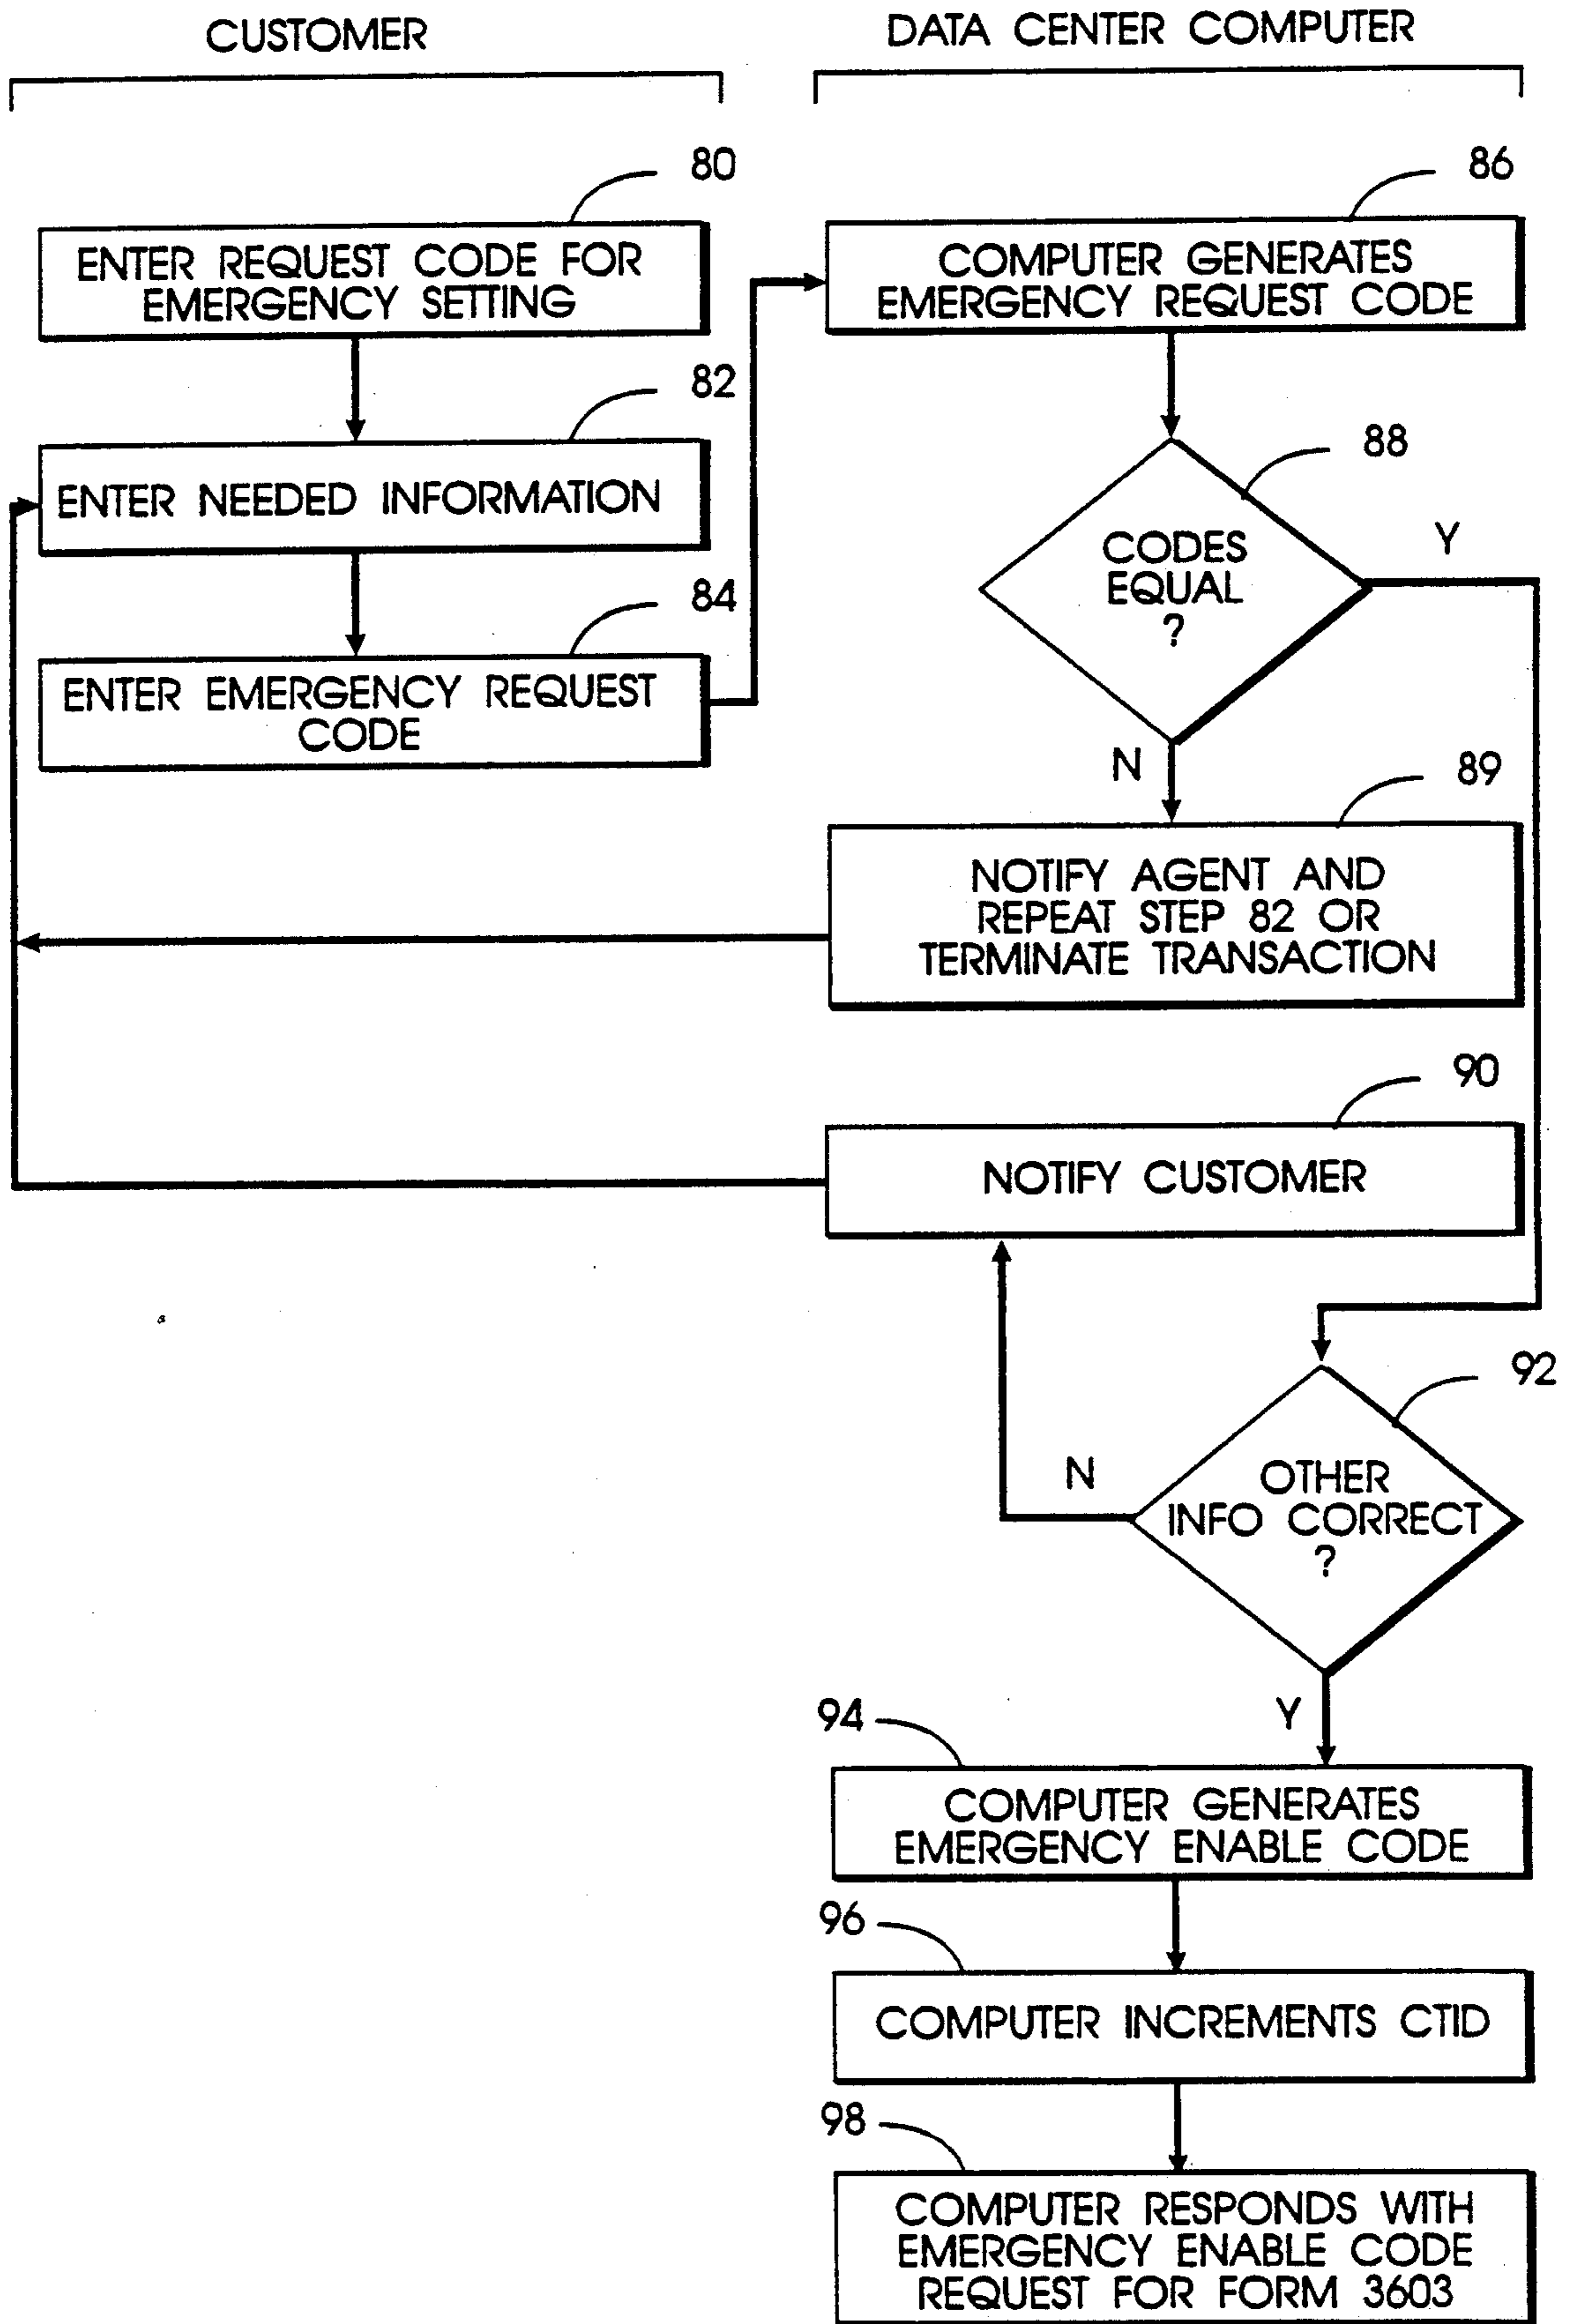 CUSTOMER
DATA CENTER COMPUTER
80
ENTER REQUEST CODE FOR
EMERGENCY SETTING
82
ENTER NEEDED INFORMATION
84
ENTER EMERGENCY REQUEST
CODE
86
COMPUTER GENERATES
EMERGENCY REQUEST CODE
88
CODES
EQUAL
?
Y
N
89
NOTIFY AGENT AND
REPEAT STEP 82 OR
TERMINATE TRANSACTION
90
NOTIFY CUSTOMER
92
OTHER
INFO CORRECT
?
N
Y
94
COMPUTER GENERATES
EMERGENCY ENABLE CODE
96
COMPUTER INCREMENTS CTID
98
COMPUTER RESPONDS WITH
EMERGENCY ENABLE CODE
REQUEST FOR FORM 3603